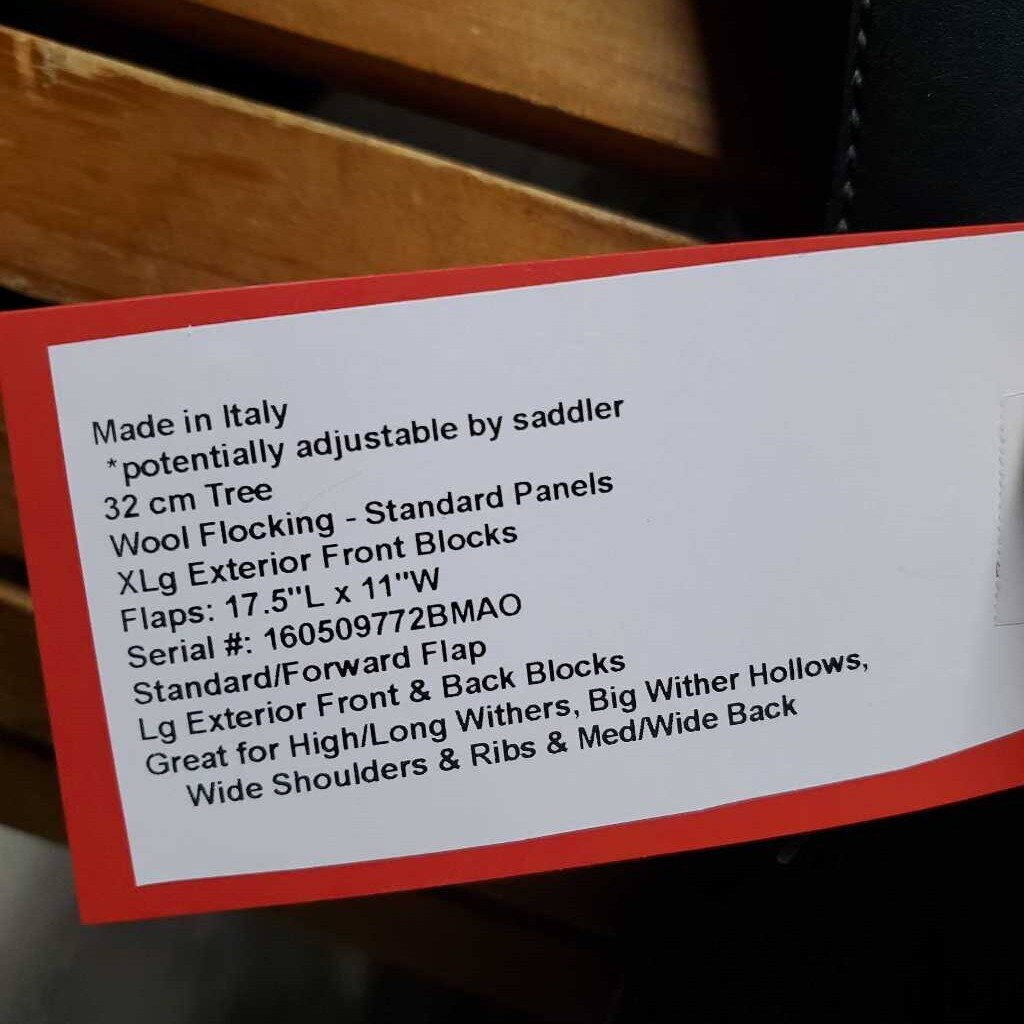 Made in Italy
*potentially adjustable by saddler
32 cm Tree
Wool Flocking - Standard Panels
XLg Exterior Front Blocks
Flaps: 17.5"L x 11"W
Serial #: 160509772BMAO
Standard/Forward Flap
Lg Exterior Front & Back Blocks
Great for High/Long Withers, Big Wither Hollows,
Wide Shoulders & Ribs & Med/Wide Back